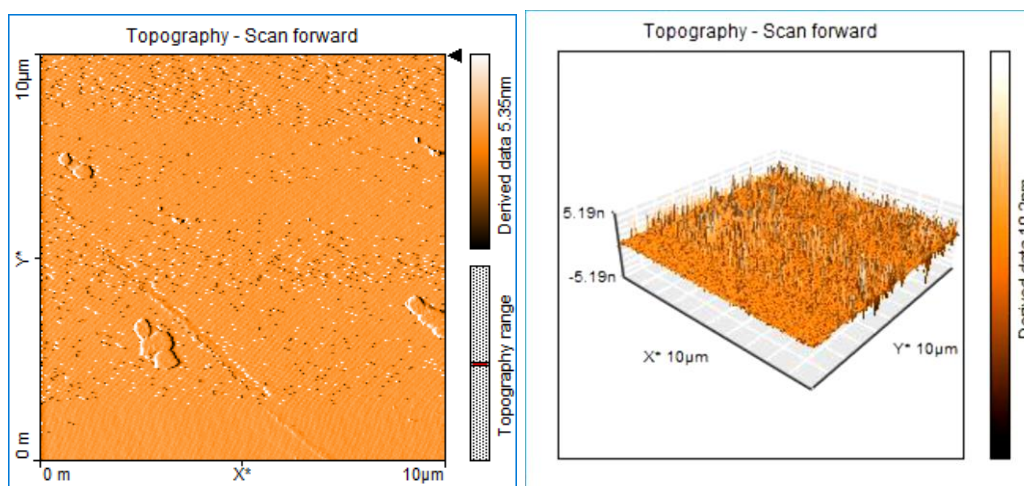 Topography - Scan forward
10µm
Y*
0 m
0 m
X*
10µm
Derived data 5.35nm
Topography range
Topography - Scan forward
5.19n
-5.19n
X* 10µm
Y* 10µm